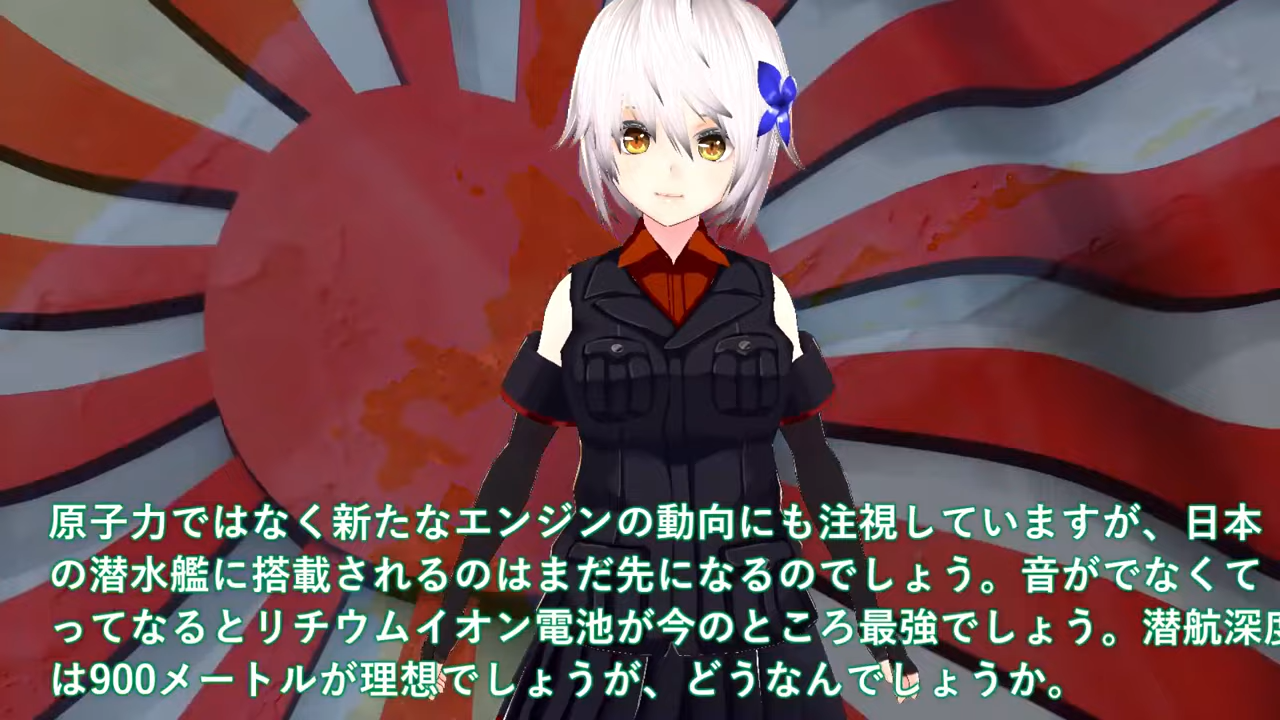 原子力ではなく新たなエンジンの動向にも注視していますが、日本
の潜水艦に搭載されるのはまだ先になるのでしょう。音がでなくて
ってなるとリチウムイオン電池が今のところ最強でしょう。潜航深度
は900メートルが理想でしょうが、どうなんでしょうか。